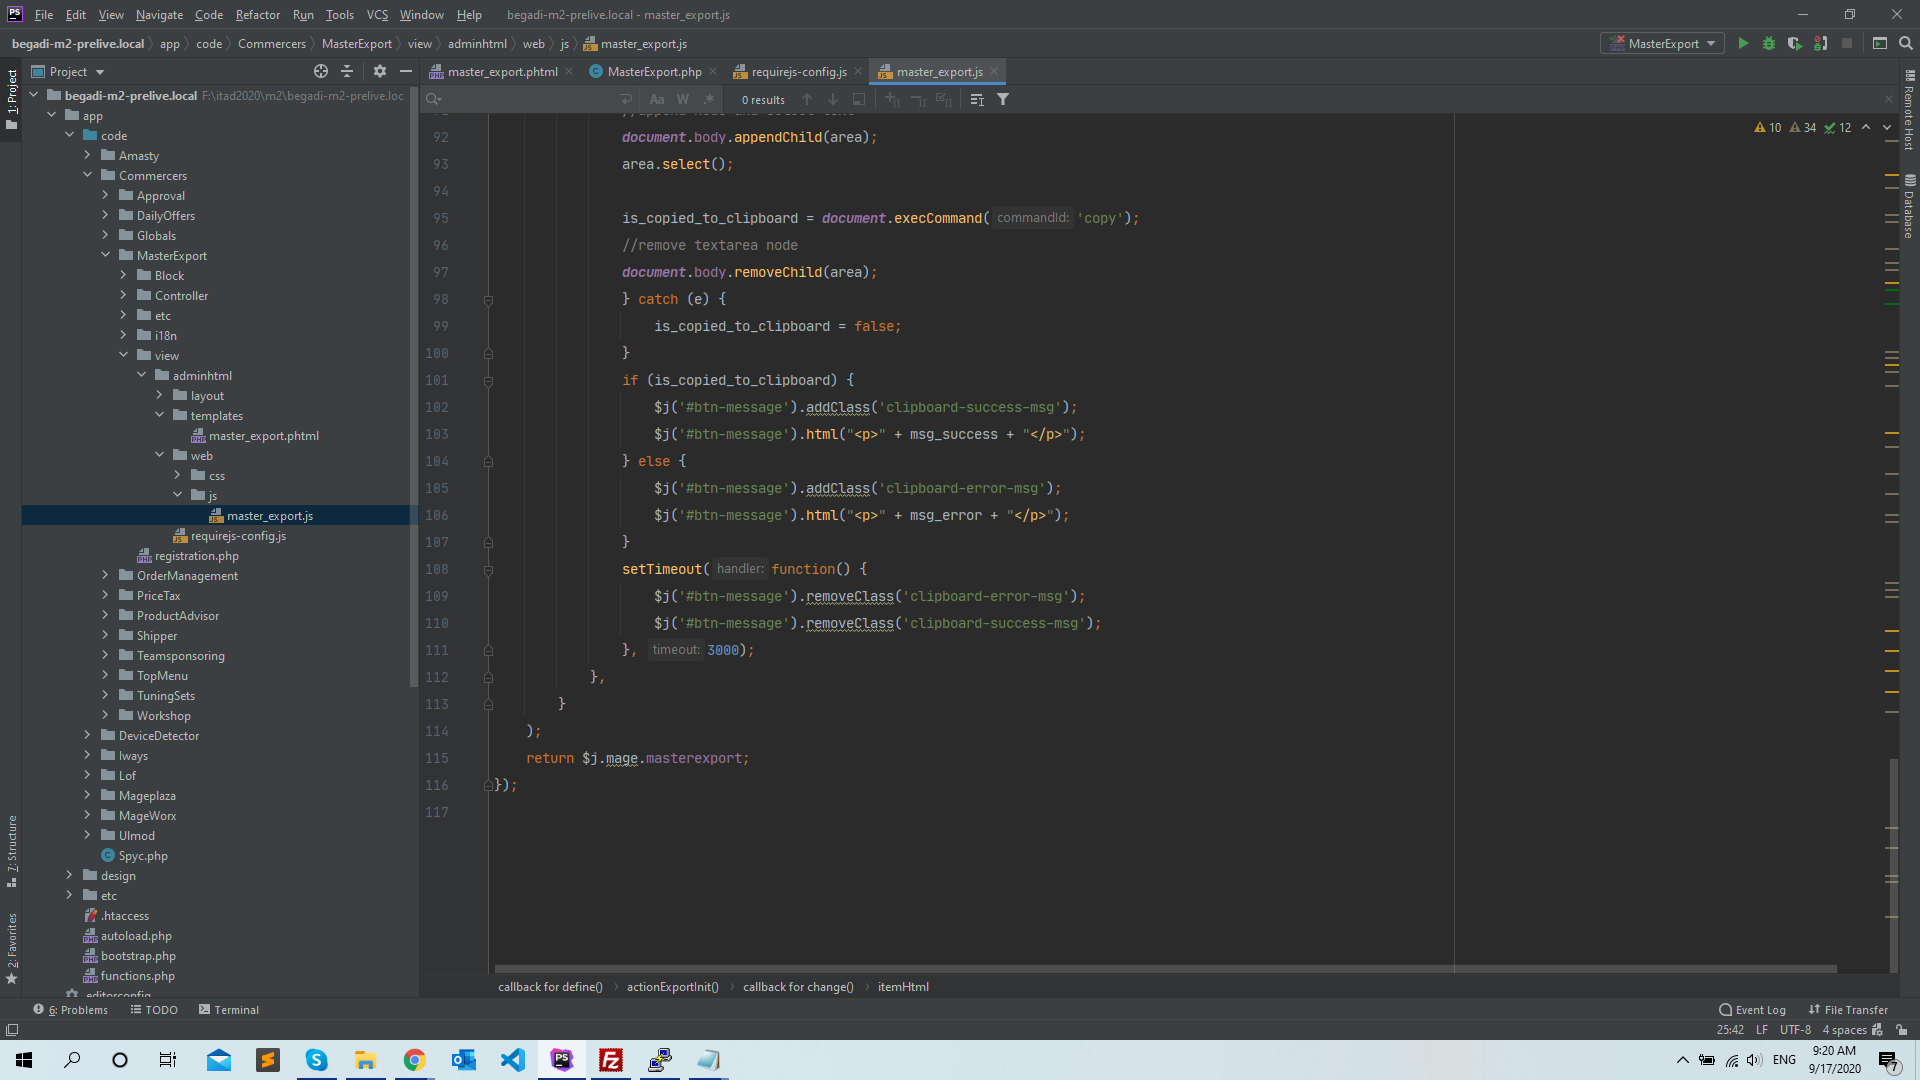 File Edit View Navigate Code Refactor Run Tools VCS Window Help begadi-m2-prelive.local - master_export.js
begadi-m2-prelive.local app code Commercers MasterExport view adminhtml web js master_export.js MasterExport
1: Project
Project
master_export.phtml MasterExport.php requirejs-config.js master_export.js
Aa W .* 0 results
10 34 12
begadi-m2-prelive.local F:\itad2020\m2\begadi-m2-prelive.loc
app
code
Amasty
Commercers
Approval
DailyOffers
Globals
MasterExport
Block
Controller
etc
i18n
view
adminhtml
layout
templates
master_export.phtml
web
css
js
master_export.js
requirejs-config.js
registration.php
OrderManagement
PriceTax
ProductAdvisor
Shipper
Teamsponsoring
TopMenu
TuningSets
Workshop
DeviceDetector
Iways
Lof
Mageplaza
MageWorx
Ulmod
Spyc.php
design
etc
.htaccess
autoload.php
bootstrap.php
functions.php
.editorconfig
92 document.body.appendChild(area);
93 area.select();
94
95 is_copied_to_clipboard = document.execCommand( commandId: 'copy');
96 //remove textarea node
97 document.body.removeChild(area);
98 } catch (e) {
99 is_copied_to_clipboard = false;
100 }
101 if (is_copied_to_clipboard) {
102 $j('#btn-message').addClass('clipboard-success-msg');
103 $j('#btn-message').html("<p>" + msg_success + "</p>");
104 } else {
105 $j('#btn-message').addClass('clipboard-error-msg');
106 $j('#btn-message').html("<p>" + msg_error + "</p>");
107 }
108 setTimeout( handler: function() {
109 $j('#btn-message').removeClass('clipboard-error-msg');
110 $j('#btn-message').removeClass('clipboard-success-msg');
111 }, timeout: 3000);
112 },
113 }
114 );
115 return $j.mage.masterexport;
116 });
117
Remote Host
Database
7: Structure
2: Favorites
callback for define() actionExportInit() callback for change() itemHtml
6: Problems TODO Terminal Event Log File Transfer
25:42 LF UTF-8 4 spaces
ENG 9:20 AM
9/17/2020 7